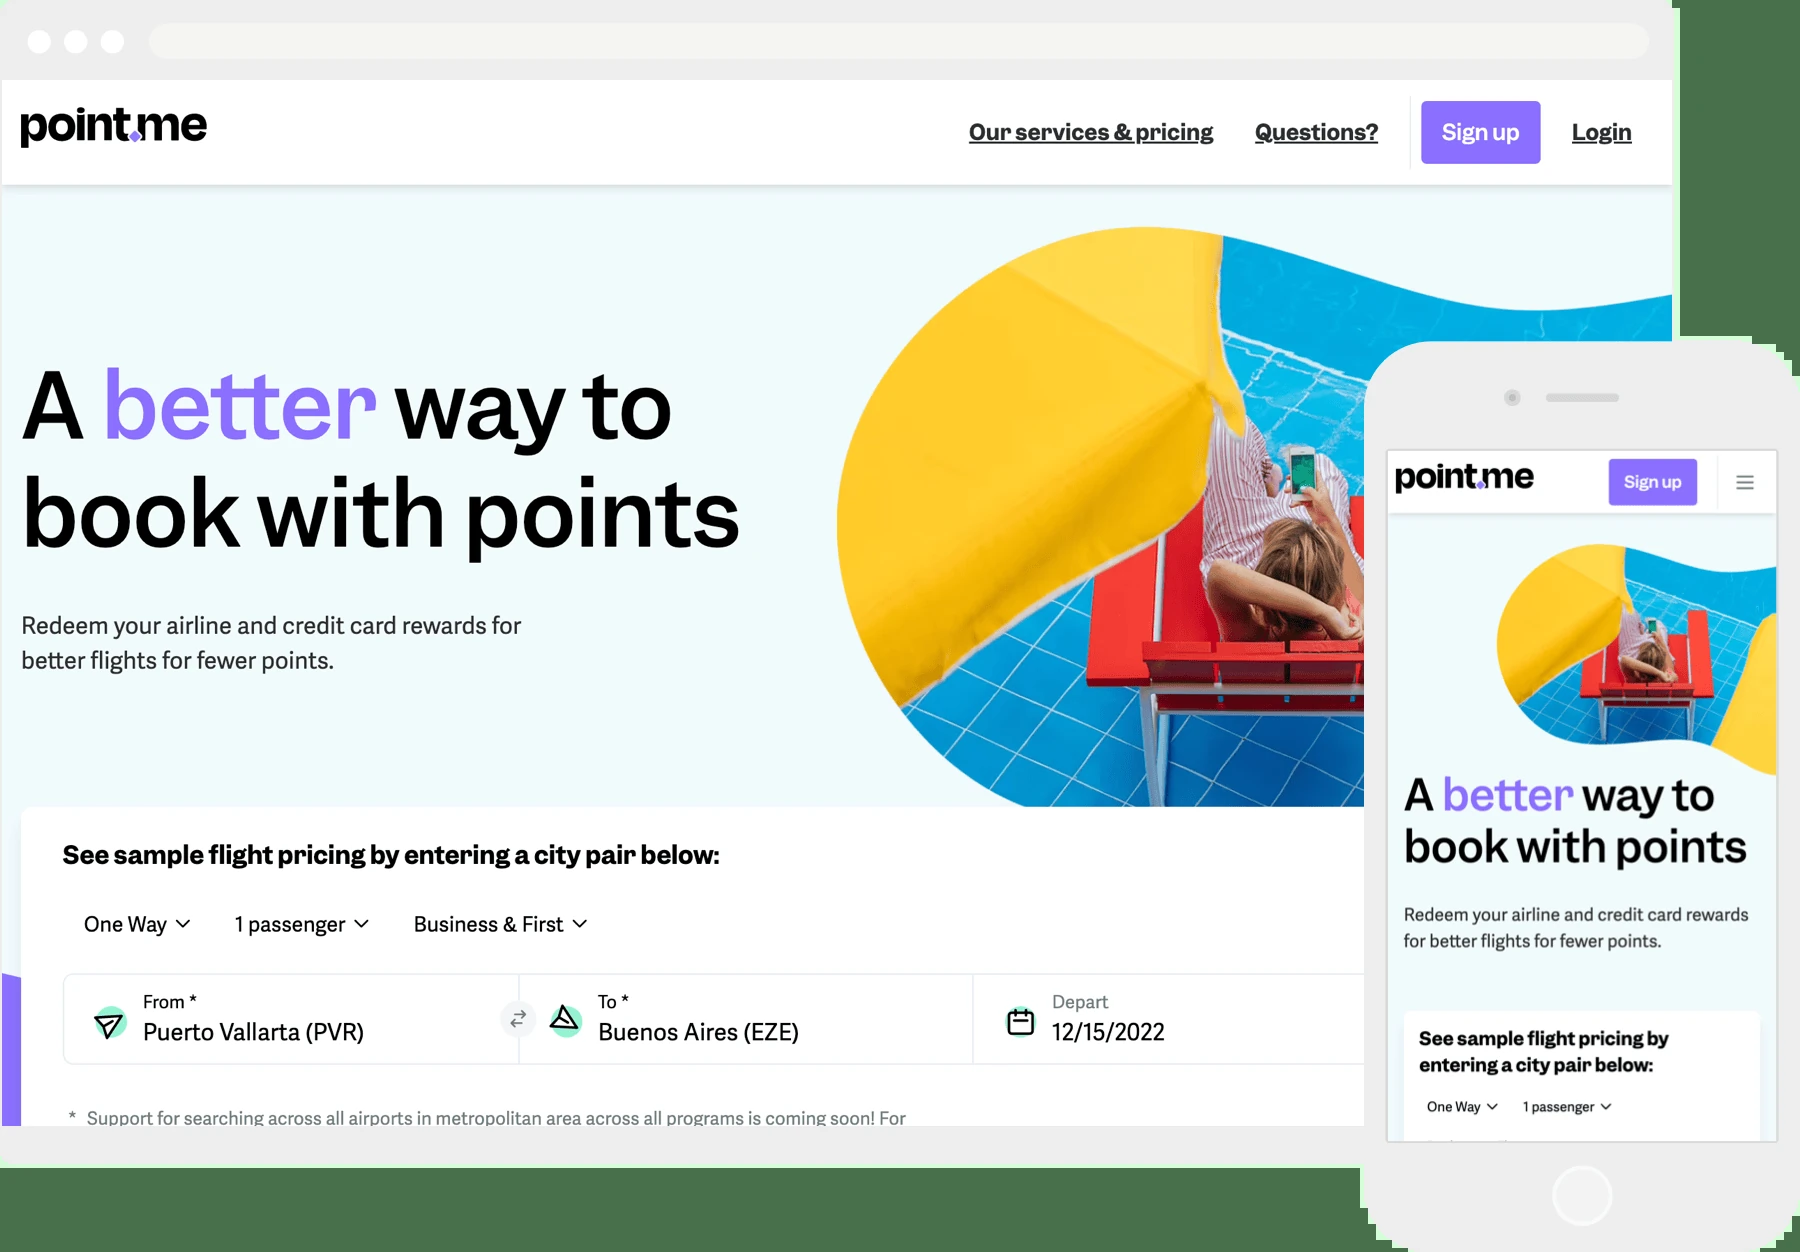 point.me
Our services & pricing
Questions?
Sign up
Login
A better way to
book with points
Redeem your airline and credit card rewards for
better flights for fewer points.
See sample flight pricing by entering a city pair below:
One Way
1 passenger
Business & First
From *
Puerto Vallarta (PVR)
To *
Buenos Aires (EZE)
Depart
12/15/2022
* Support for searching across all airports in metropolitan area across all programs is coming soon! For
point.me
Sign up
A better way to
book with points
Redeem your airline and credit card rewards
for better flights for fewer points.
See sample flight pricing by
entering a city pair below:
One Way
1 passenger